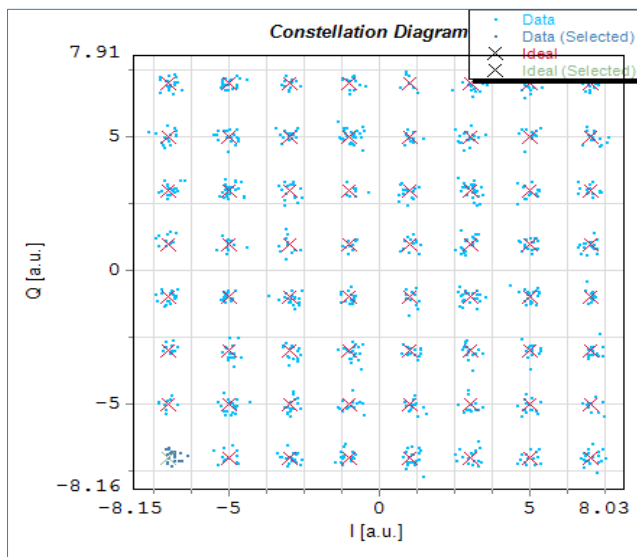 Constellation Diagram
Data
Data (Selected)
Ideal
Ideal (Selected)
7.91
5
0
−5
−8.16
Q [a.u.]
−8.15
−5
0
5
8.03
I [a.u.]